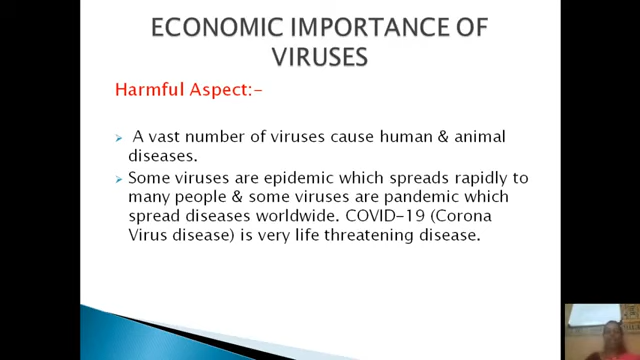 ECONOMIC IMPORTANCE OF
VIRUSES
Harmful Aspect:-
A vast number of viruses cause human & animal
diseases.
Some viruses are epidemic which spreads rapidly to
many people & some viruses are pandemic which
spread diseases worldwide. COVID-19 (Corona
Virus disease) is very life threatening disease.